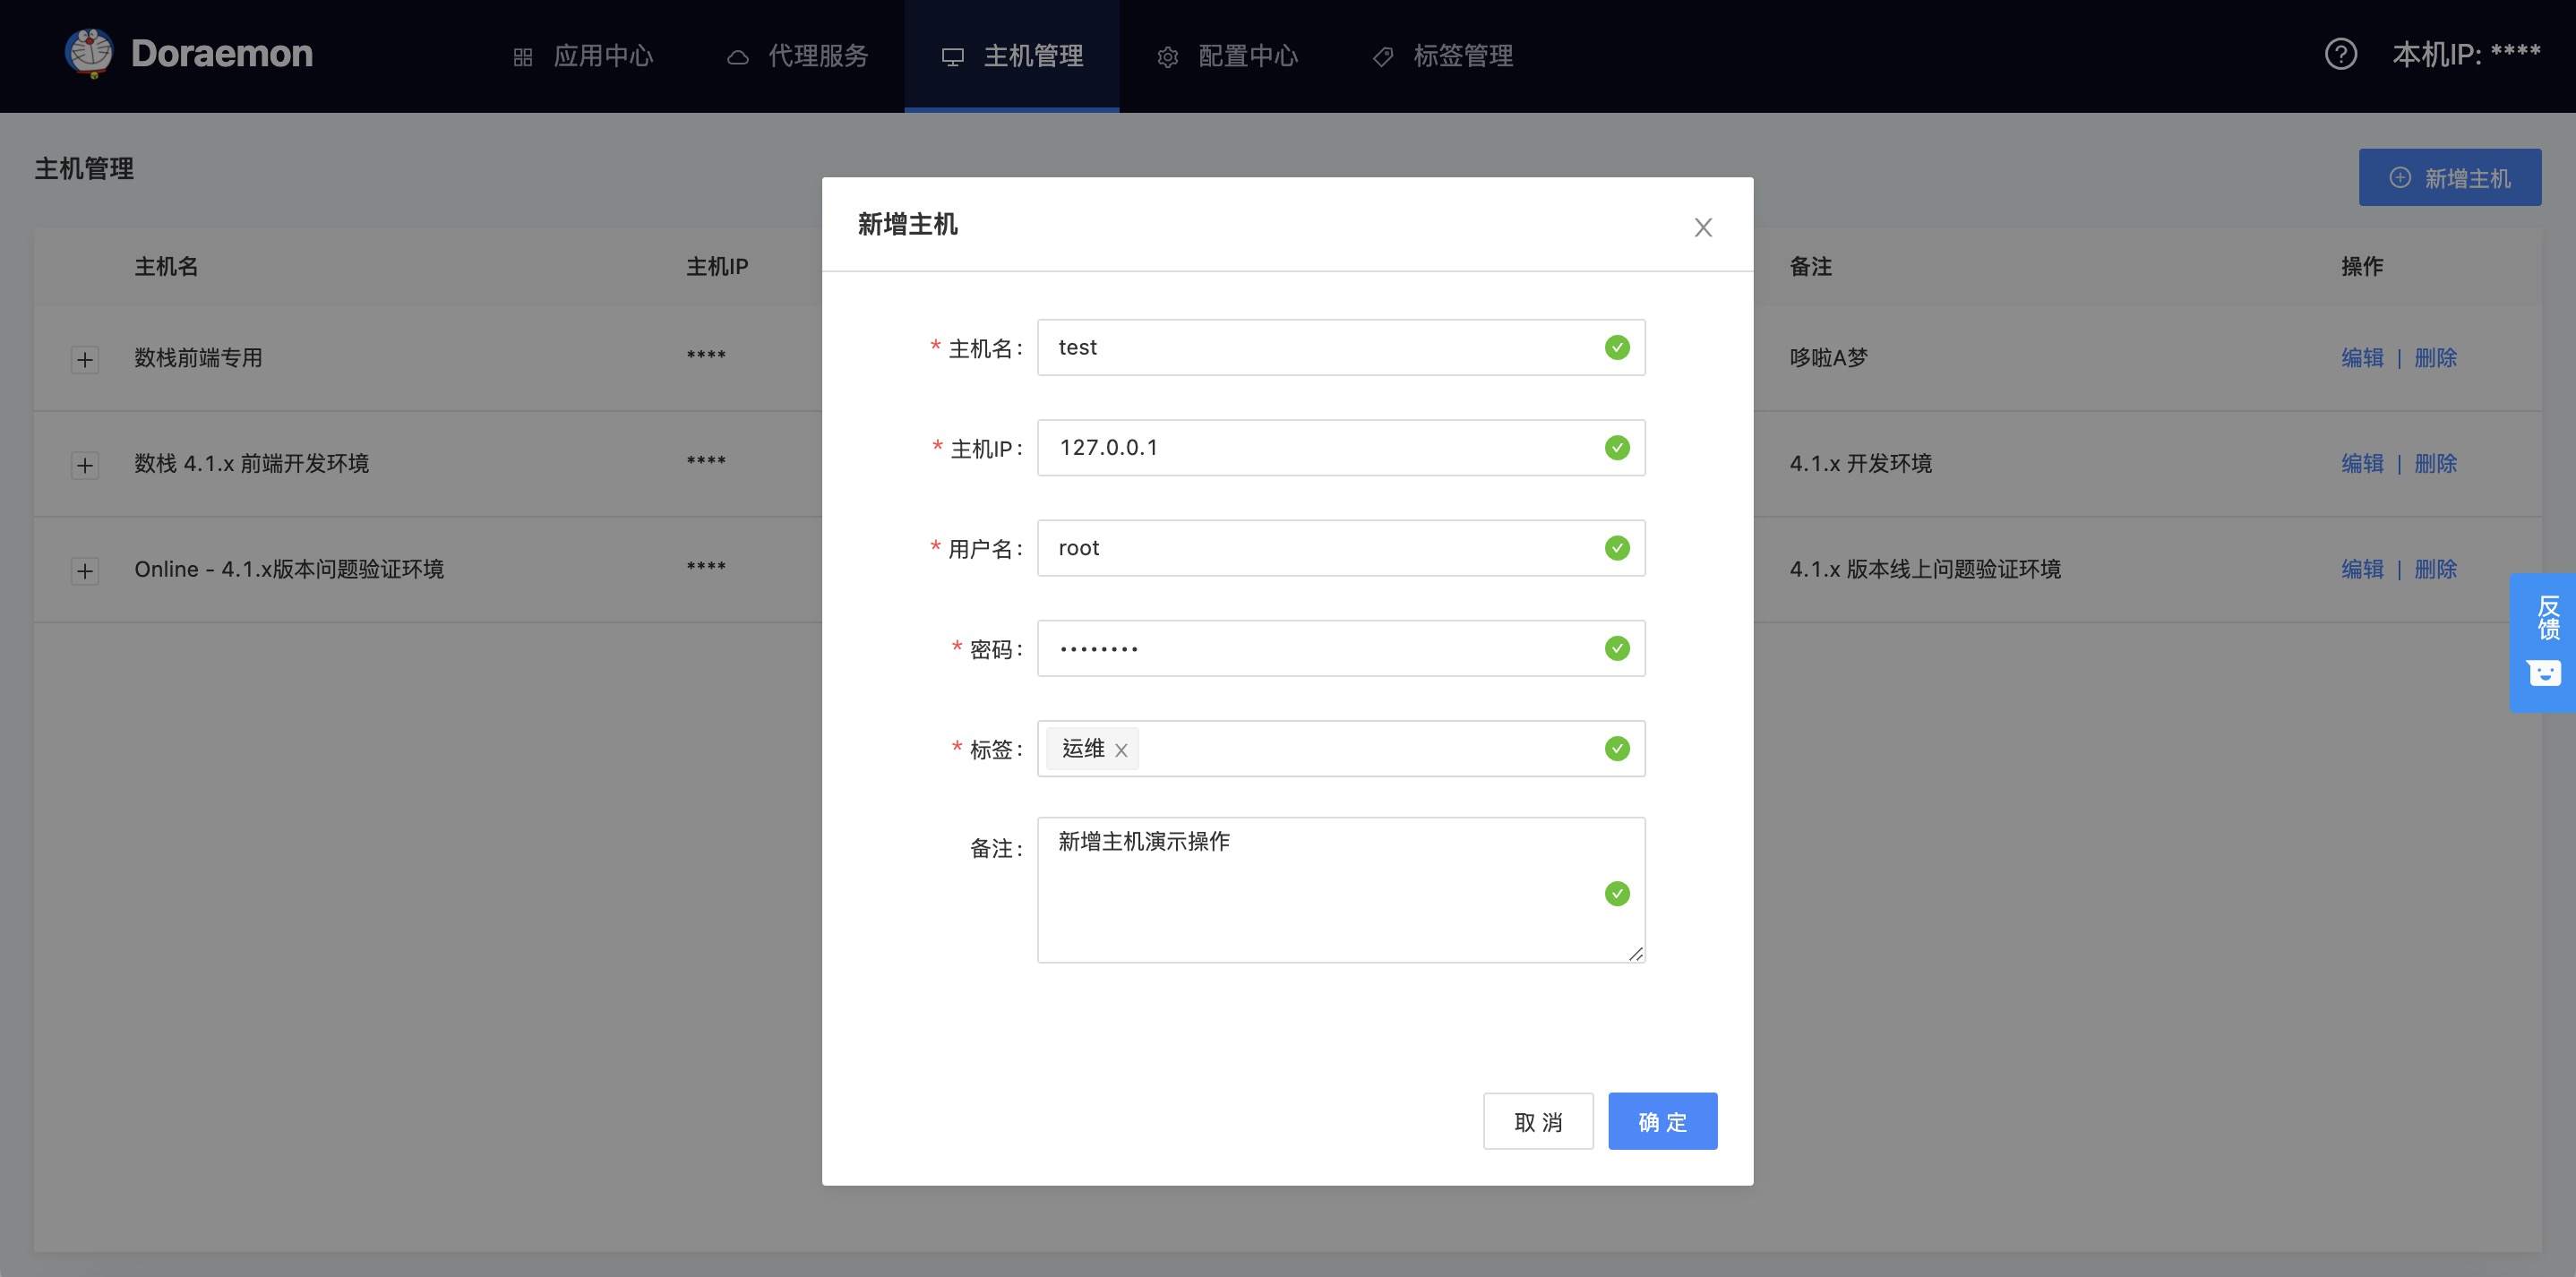 Doraemon
应用中心
代理服务
主机管理
配置中心
标签管理
本机IP: ****
主机管理
新增主机
主机名 主机IP 备注 操作
数栈前端专用 **** 哆啦A梦 编辑 | 删除
数栈 4.1.x 前端开发环境 **** 4.1.x 开发环境 编辑 | 删除
Online - 4.1.x版本问题验证环境 **** 4.1.x 版本线上问题验证环境 编辑 | 删除
新增主机
* 主机名: test
* 主机IP: 127.0.0.1
* 用户名: root
* 密码: ••••••••
* 标签: 运维
备注: 新增主机演示操作
取 消 确 定
反馈